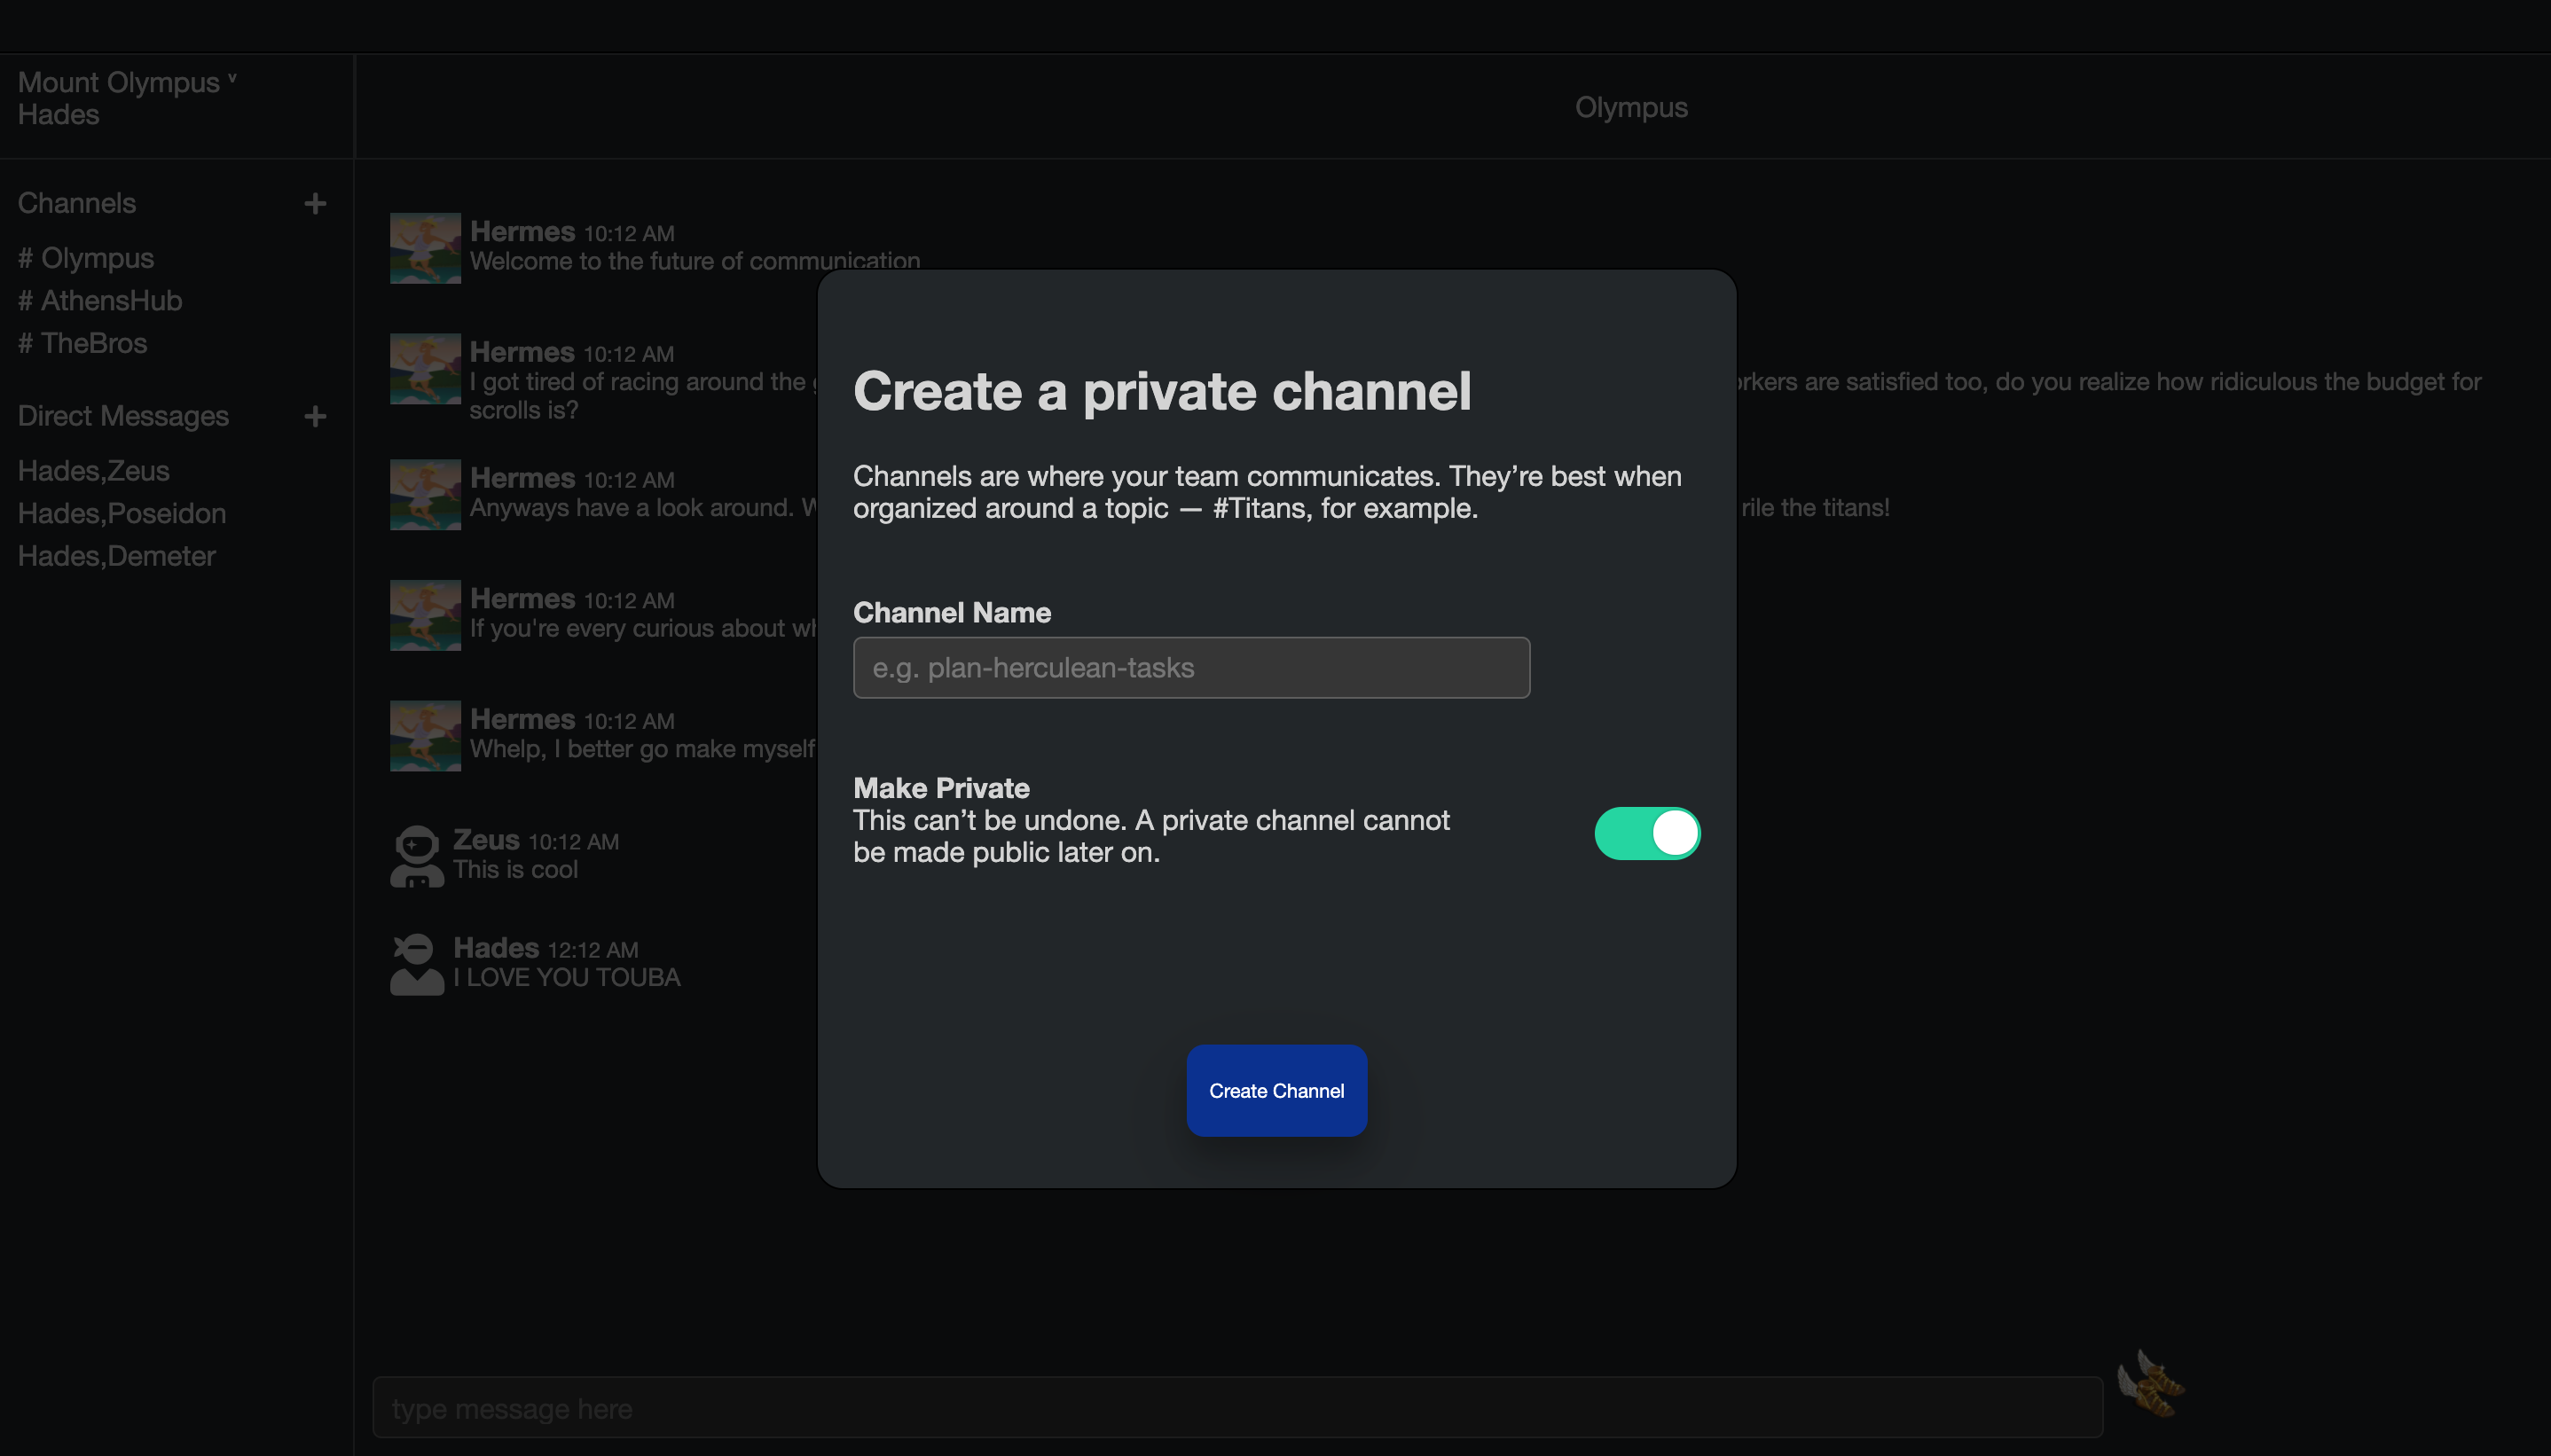 Mount Olympus ˅
Hades
Olympus
Channels +
# Olympus
# AthensHub
# TheBros
Direct Messages +
Hades,Zeus
Hades,Poseidon
Hades,Demeter
Hermes 10:12 AM
Welcome to the future of communication
Hermes 10:12 AM
I got tired of racing around the
are satisfied too, do you realize how ridiculous the budget for
scrolls is?
Hermes 10:12 AM
Anyways have a look around.
rile the titans!
Hermes 10:12 AM
If you're every curious about
Hermes 10:12 AM
Whelp, I better go make myself
Zeus 10:12 AM
This is cool
Hades 12:12 AM
I LOVE YOU TOUBA
type message here
Create a private channel
Channels are where your team communicates. They’re best when
organized around a topic — #Titans, for example.
Channel Name
e.g. plan-herculean-tasks
Make Private
This can’t be undone. A private channel cannot
be made public later on.
Create Channel